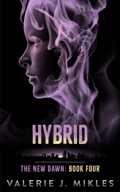 VALERIE J. MIKLES
HYBRID
THE NEW DAWN: BOOK FOUR